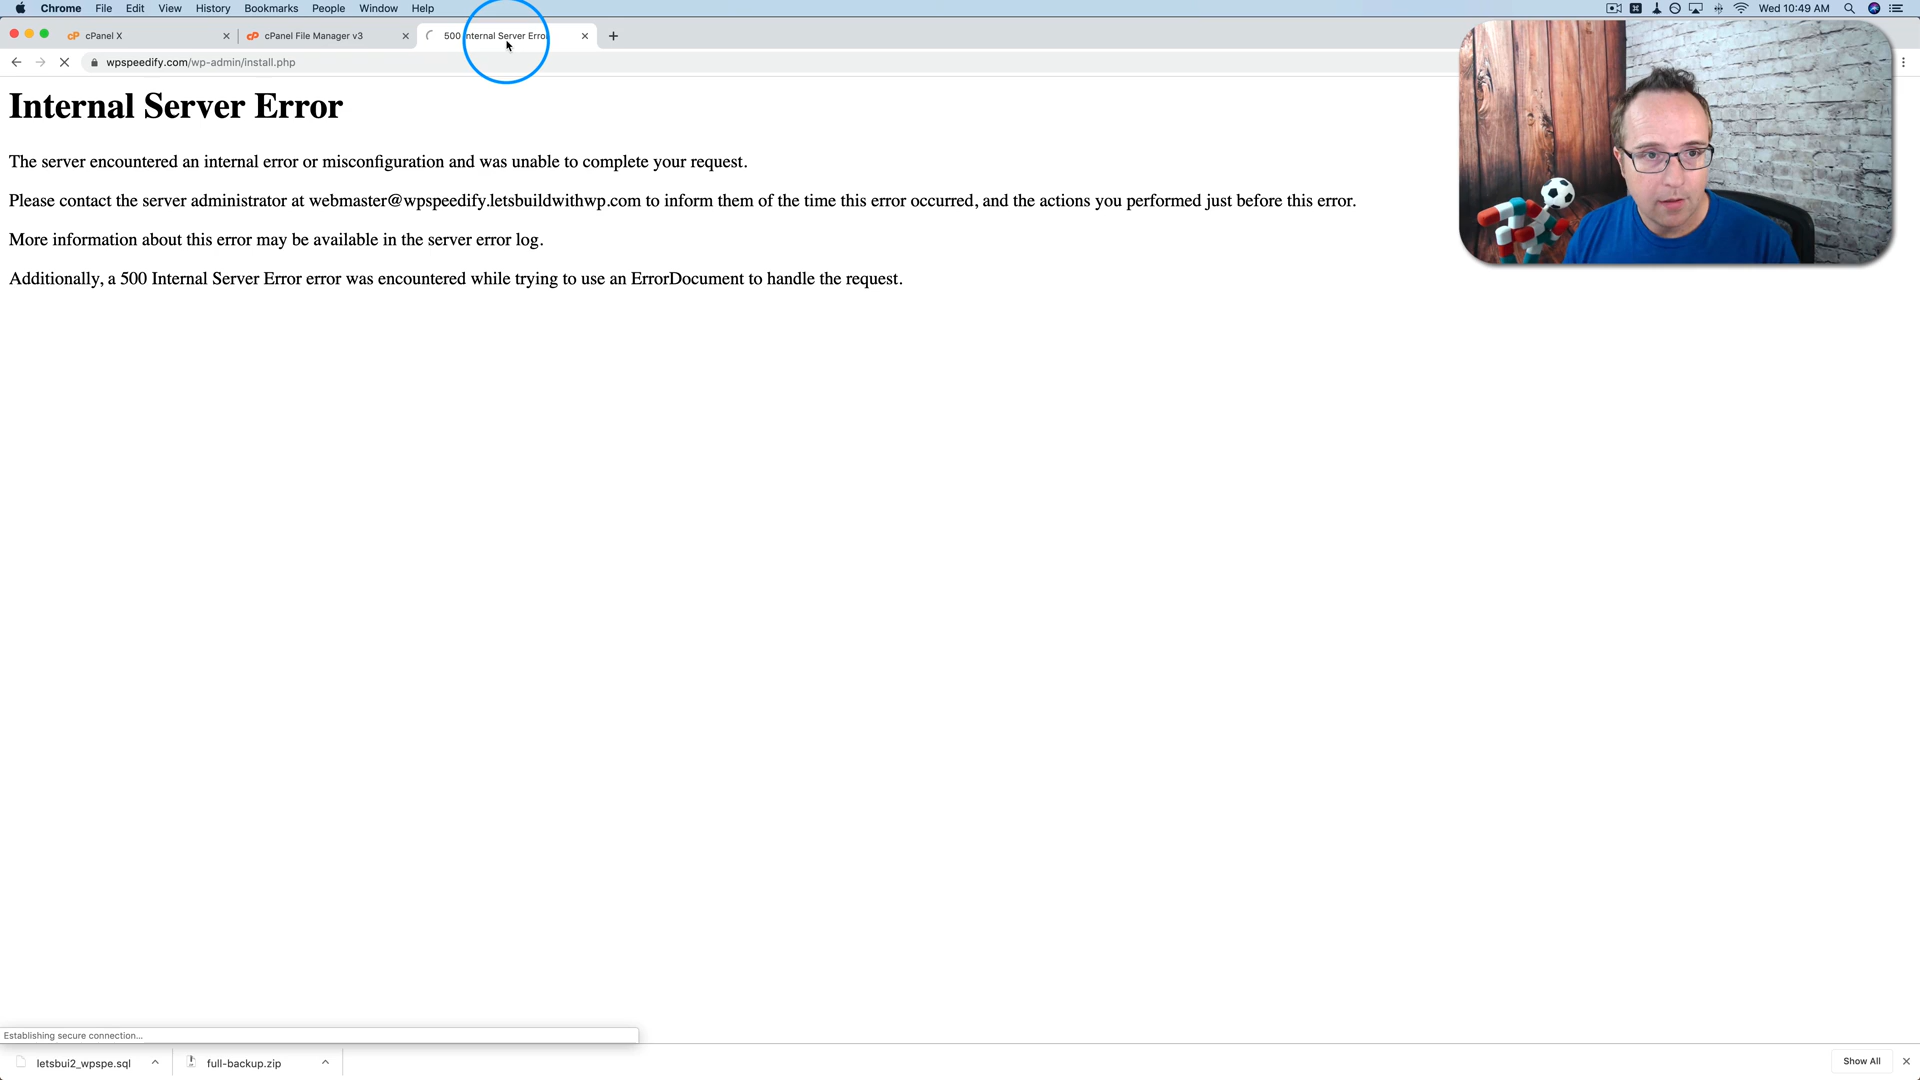 Chrome File Edit View History Bookmarks People Window Help
Wed 10:49 AM
cPanel X
cPanel File Manager v3
500 Internal Server Erro
wpspeedify.com/wp-admin/install.php
Internal Server Error
The server encountered an internal error or misconfiguration and was unable to complete your request.
Please contact the server administrator at webmaster@wpspeedify.letsbuildwithwp.com to inform them of the time this error occurred, and the actions you performed just before this error.
More information about this error may be available in the server error log.
Additionally, a 500 Internal Server Error error was encountered while trying to use an ErrorDocument to handle the request.
Establishing secure connection...
letsbui2_wpspe.sql
full-backup.zip
Show All